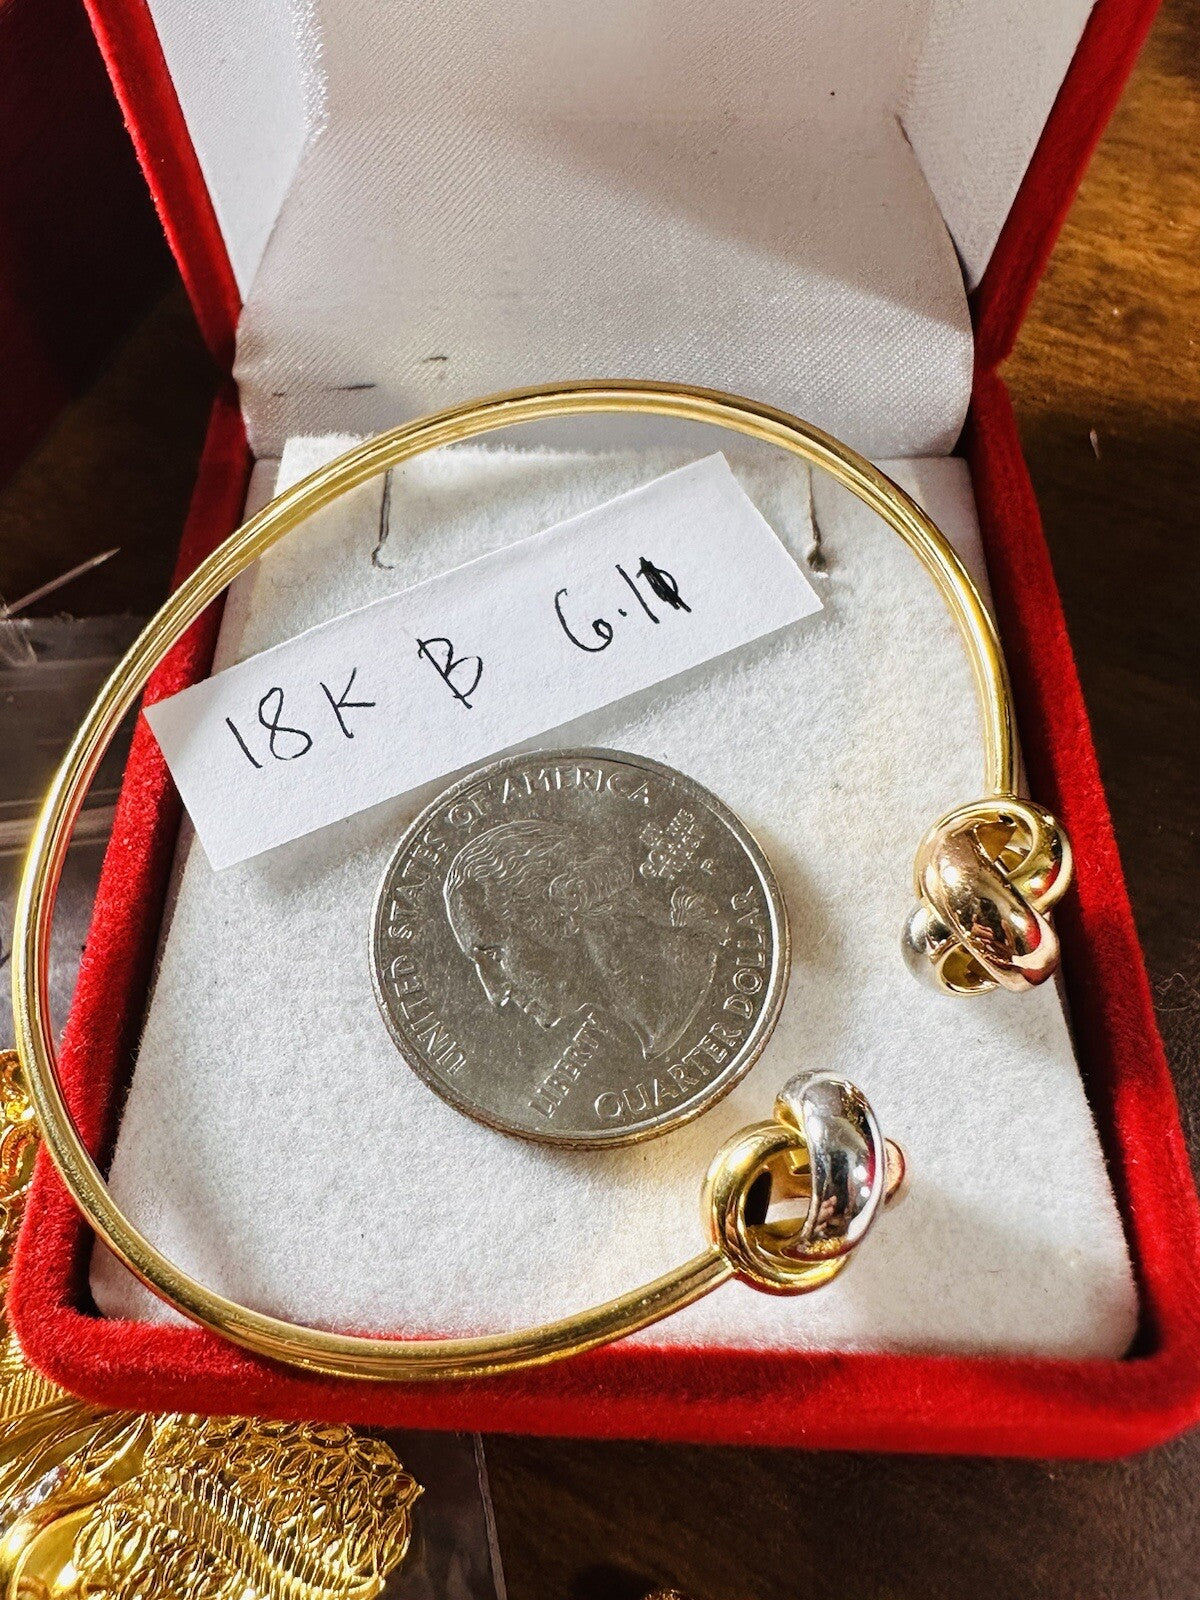 18K B 6.1
UNITED STATES OF AMERICA
IN GOD WE TRUST
P
LIBERTY
QUARTER DOLLAR